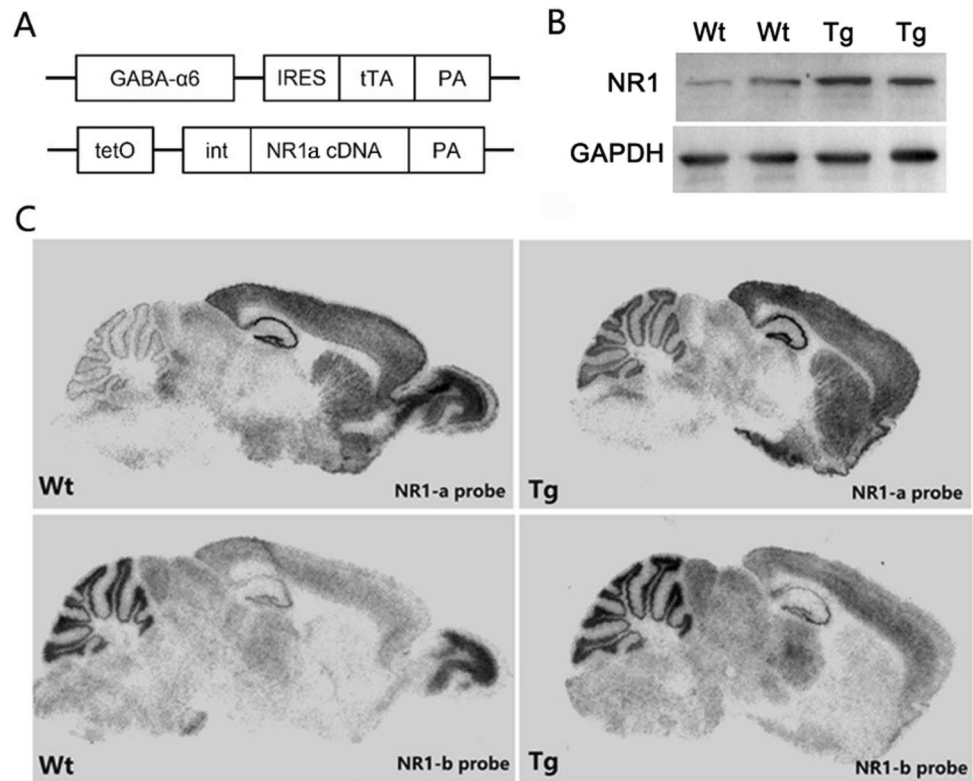 A
GABA-α6 IRES tTA PA
tetO int NR1a cDNA PA
B
Wt Wt Tg Tg
NR1
GAPDH
C
Wt NR1-a probe
Tg NR1-a probe
Wt NR1-b probe
Tg NR1-b probe